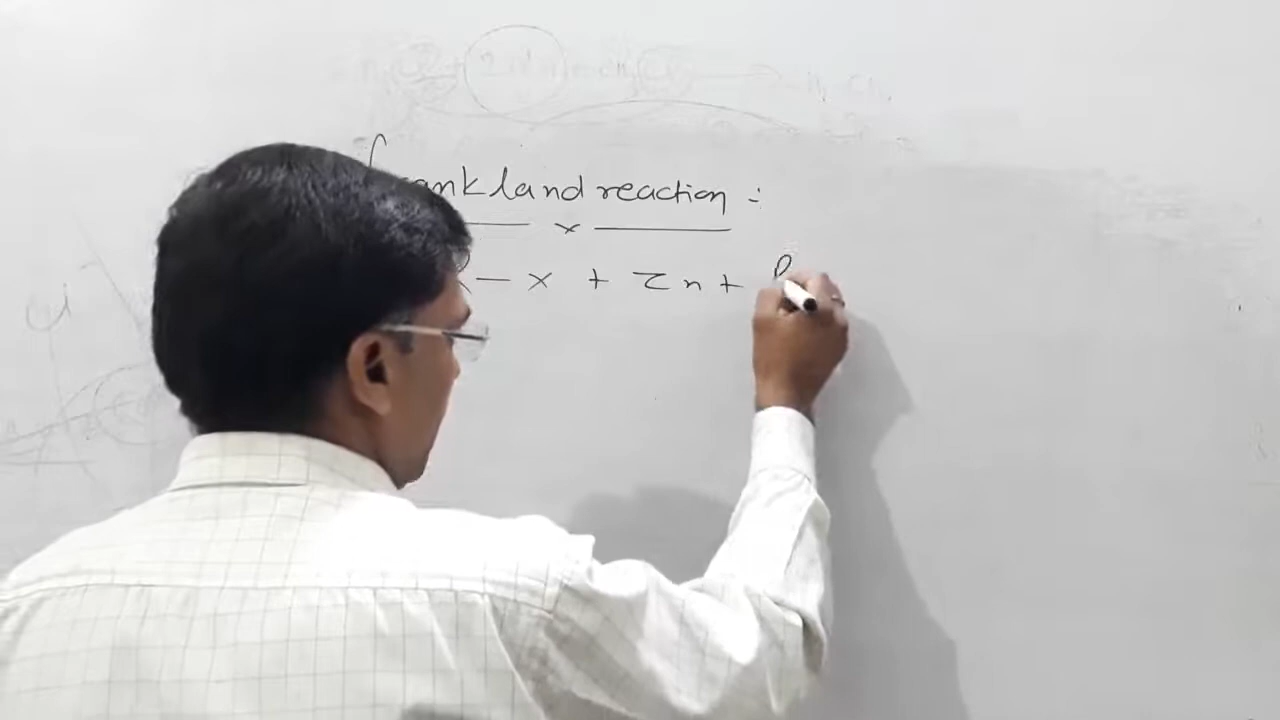 frankland reaction :-
R - x + Zn + R